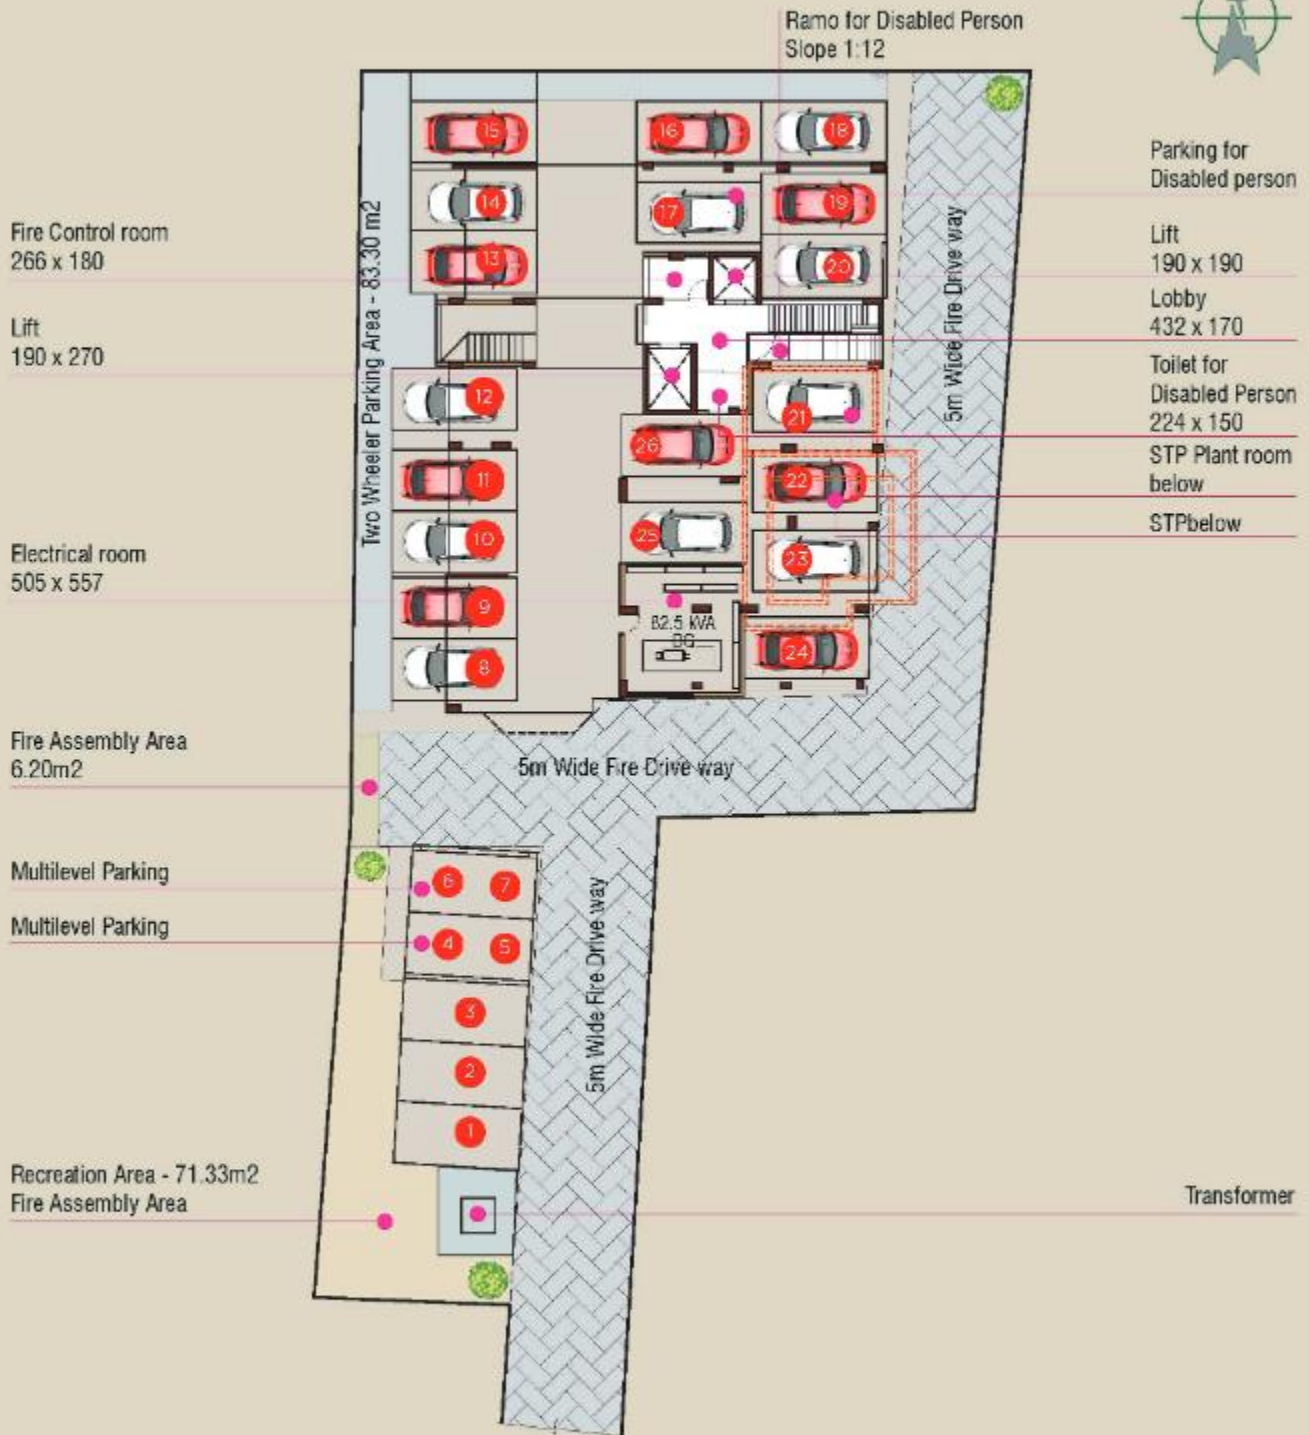 Ramo for Disabled Person
Slope 1:12
Parking for
Disabled person
Lift
190 x 190
Lobby
432 x 170
Toilet for
Disabled Person
224 x 150
STP Plant room
below
STPbelow
Transformer
Fire Control room
266 x 180
Lift
190 x 270
Electrical room
505 x 557
Fire Assembly Area
6.20m2
Multilevel Parking
Multilevel Parking
Recreation Area - 71.33m2
Fire Assembly Area
Two Wheeler Parking Area - 83.30 m2
5m Wide Fire Drive way
5m Wide Fire Drive way
5m Wide Fire Drive way
82.5 kVA
DG
15
16
18
14
17
19
13
20
12
21
26
11
22
10
25
23
9
24
8
6
7
4
5
3
2
1